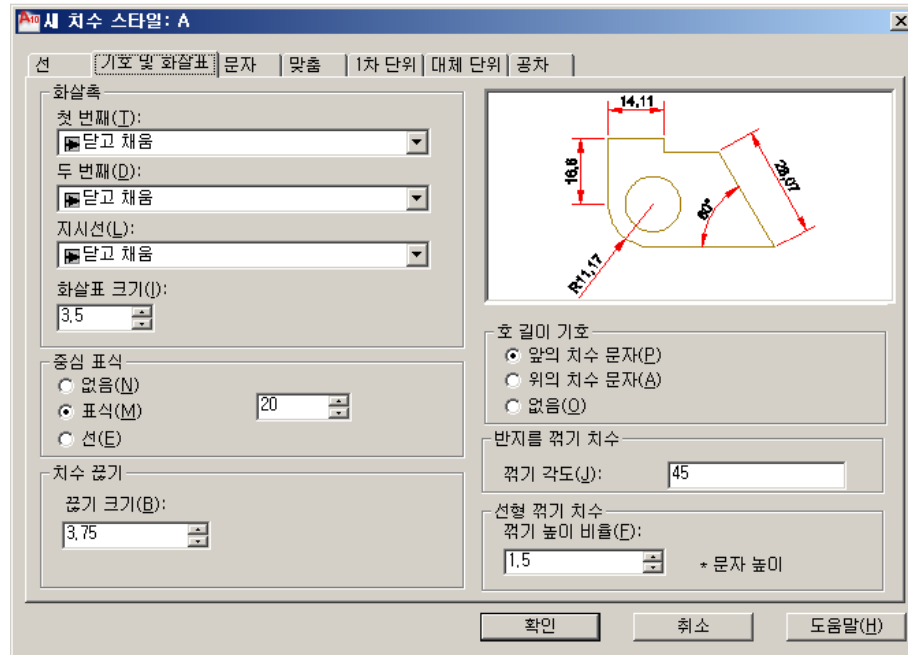 A10 새 치수 스타일: A
선 기호 및 화살표 문자 맞춤 1차 단위 대체 단위 공차
화살촉
첫 번째(T):
닫고 채움
두 번째(D):
닫고 채움
지시선(L):
닫고 채움
화살표 크기(I):
3,5
중심 표식
없음(N)
표식(M)
20
선(E)
치수 끊기
끊기 크기(B):
3,75
14,11
16,6
28,07
60°
R11,17
호 길이 기호
앞의 치수 문자(P)
위의 치수 문자(A)
없음(O)
반지름 꺾기 치수
꺾기 각도(J):
45
선형 꺾기 치수
꺾기 높이 비율(F):
1,5
* 문자 높이
확인 취소 도움말(H)